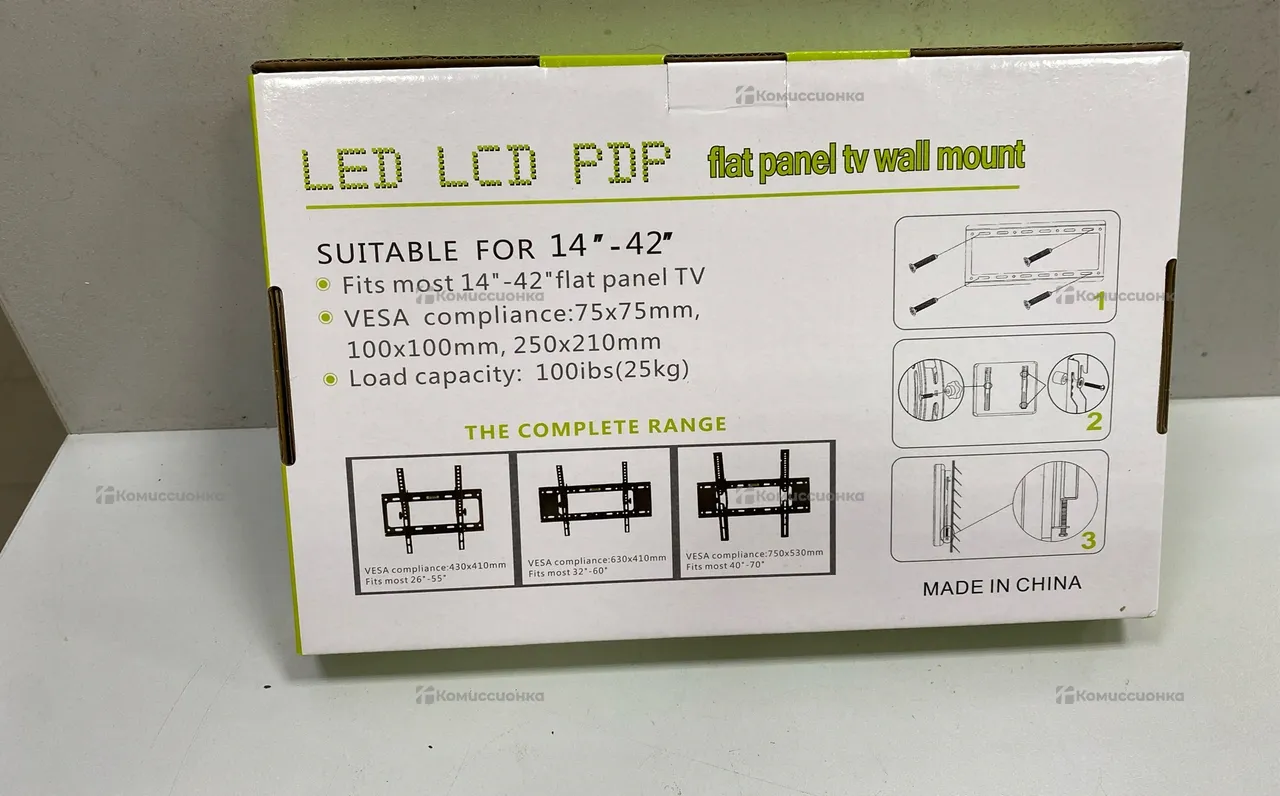 Комиссионка
LED LCD PDP flat panel tv wall mount
SUITABLE FOR 14"-42"
Fits most 14"-42"flat panel TV
Комиссионка
Комиссионка
VESA compliance:75x75mm,
100x100mm, 250x210mm
Load capacity: 100ibs(25kg)
1
2
3
THE COMPLETE RANGE
Комиссионка
Комиссионка
VESA compliance:430x410mm
Fits most 26"-55"
VESA compliance:630x410mm
Fits most 32"-60"
VESA compliance:750x530mm
Fits most 40"-70"
MADE IN CHINA
Комиссионка
Комиссионка